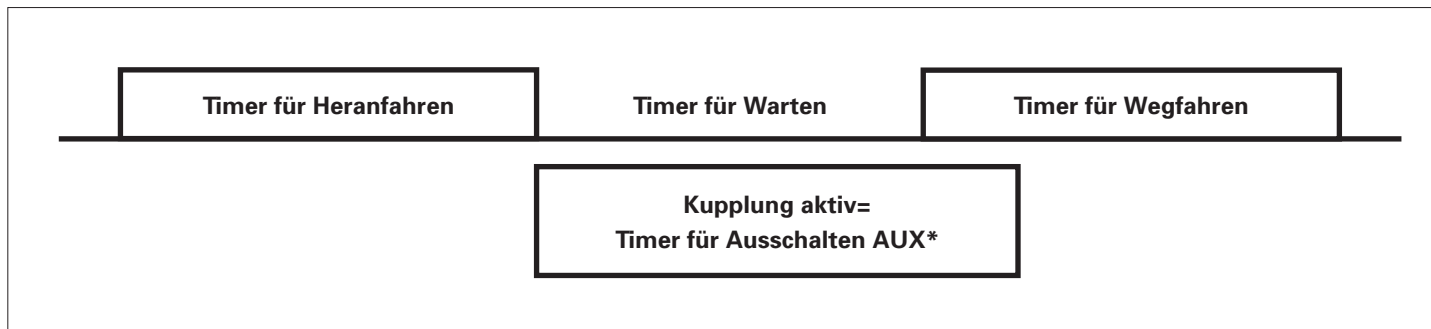 Timer für Heranfahren
Timer für Warten
Timer für Wegfahren
Kupplung aktiv=
Timer für Ausschalten AUX*